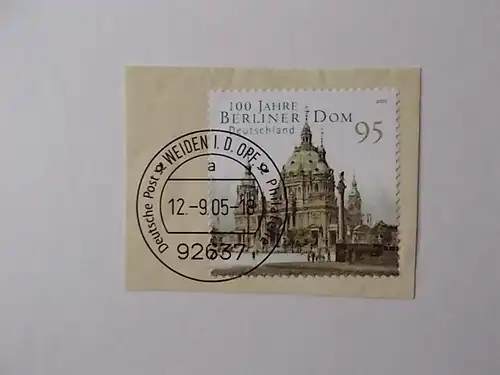 100 JAHRE
BERLINER DOM
Deutschland
95
2005
Deutsche Post WEIDEN I. D. OPF Philatelie
a
12.-9.05-18
92637